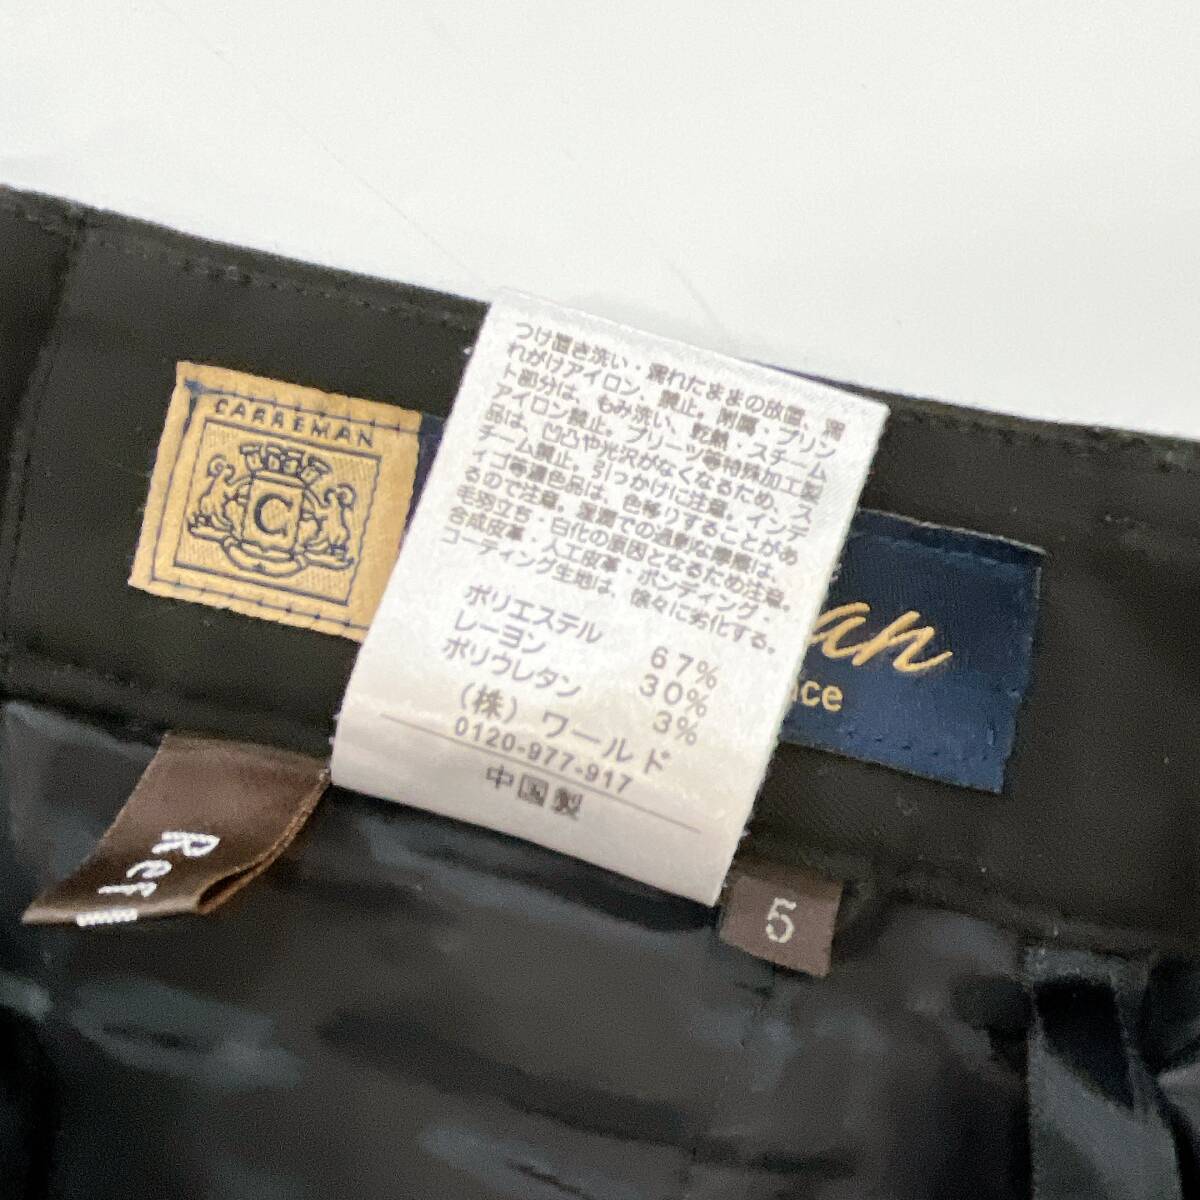 CARREMAN
C
つけ置き洗い・濡れたままの放置、濡
れがけアイロン、禁止。附属・プリン
ト部分は、もみ洗い、乾熱・スチーム
アイロン禁止。プリーツ等特殊加工製
品は、凹凸や光沢がなくなるため、ス
チーム禁止。引っかけに注意。インデ
ィゴ等濃色品は、色移りすることがあ
るので注意。湿潤での過剰な摩擦は、
毛羽立ち・白化の原因となるため注意。
合成皮革・人工皮革・ボンディング・
コーティング生地は、徐々に劣化する。
ポリエステル 67%
レーヨン 30%
ポリウレタン 3%
(株)ワールド
0120-977-917
中国製
an
ce
Ref
5